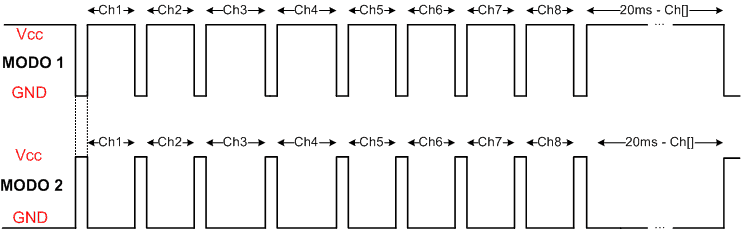 Ch1 Ch2 Ch3 Ch4 Ch5 Ch6 Ch7 Ch8 20ms - Ch[]
Vcc
...
MODO 1
GND
Ch1 Ch2 Ch3 Ch4 Ch5 Ch6 Ch7 Ch8 20ms - Ch[]
Vcc
MODO 2
GND
...